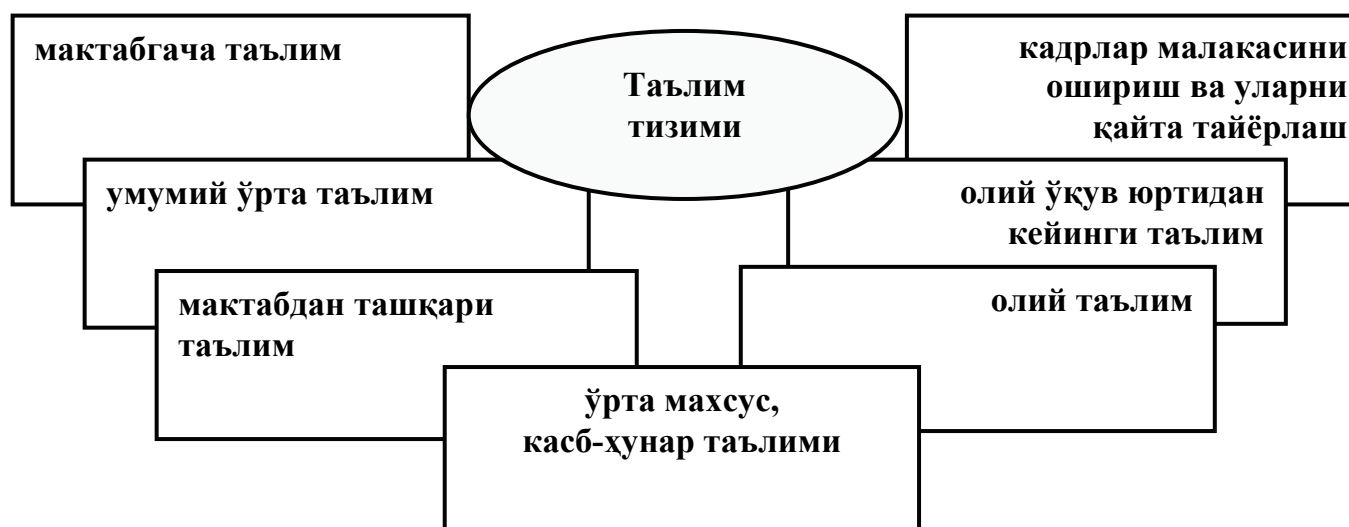 мактабгача таълим
Таълим
тизими
кадрлар малакасини
ошириш ва уларни
қайта тайёрлаш
умумий ўрта таълим
олий ўқув юртидан
кейинги таълим
мактабдан ташқари
таълим
олий таълим
ўрта махсус,
касб-ҳунар таълими